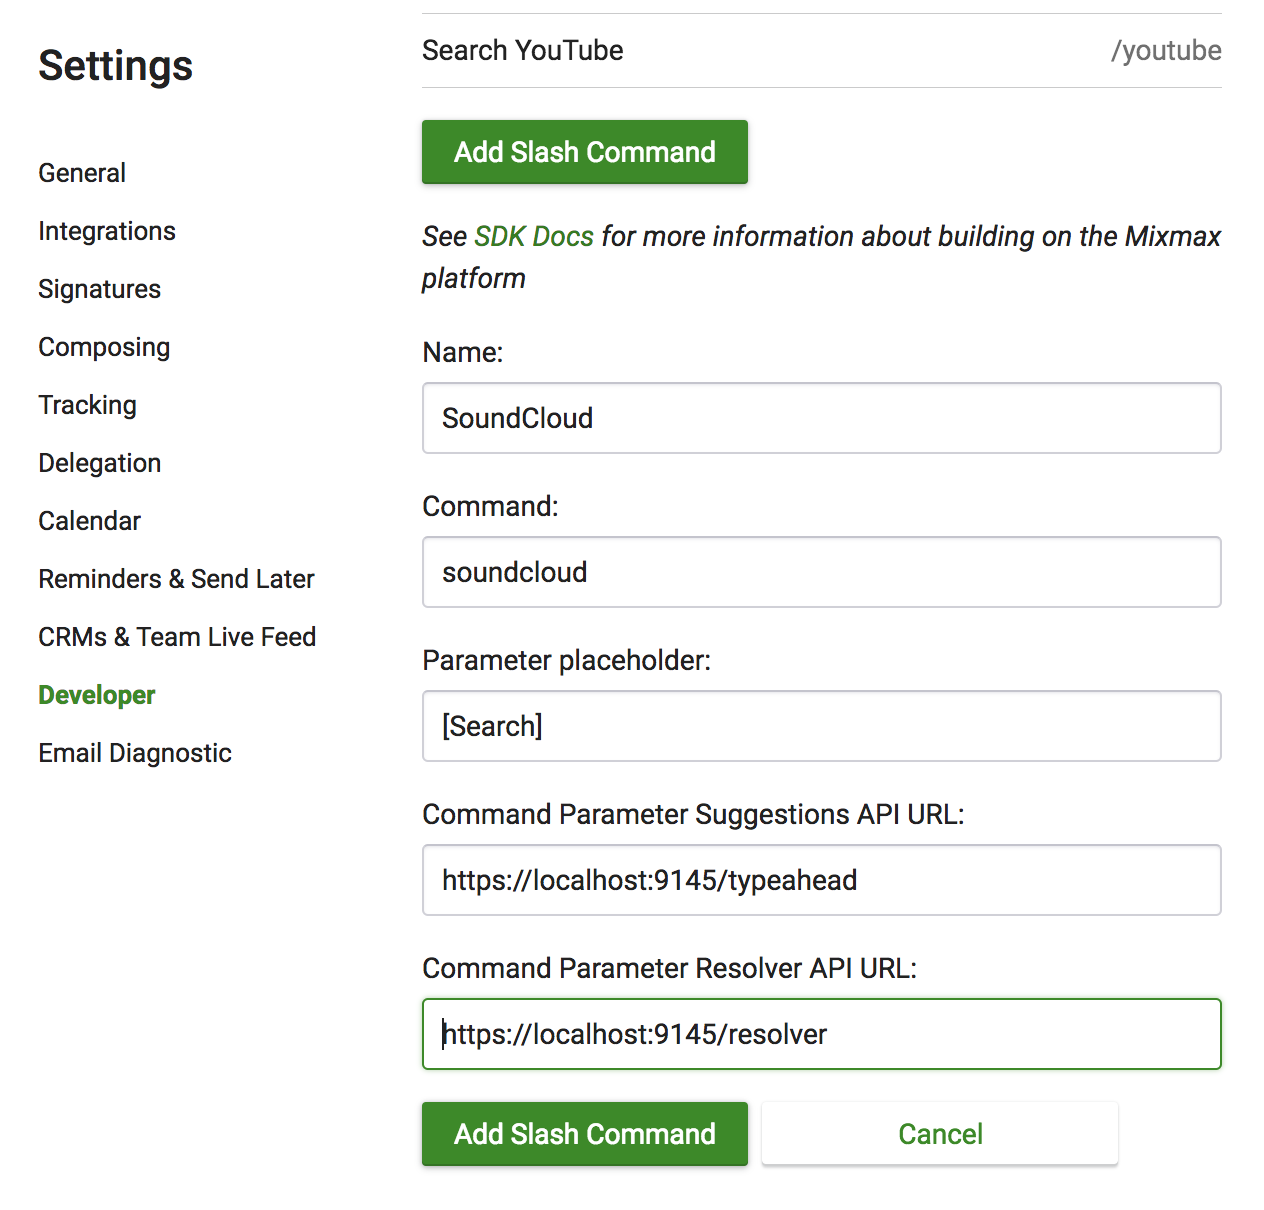 Settings
General
Integrations
Signatures
Composing
Tracking
Delegation
Calendar
Reminders & Send Later
CRMs & Team Live Feed
Developer
Email Diagnostic
Search YouTube /youtube
Add Slash Command
See SDK Docs for more information about building on the Mixmax
platform
Name:
SoundCloud
Command:
soundcloud
Parameter placeholder:
[Search]
Command Parameter Suggestions API URL:
https://localhost:9145/typeahead
Command Parameter Resolver API URL:
https://localhost:9145/resolver
Add Slash Command Cancel